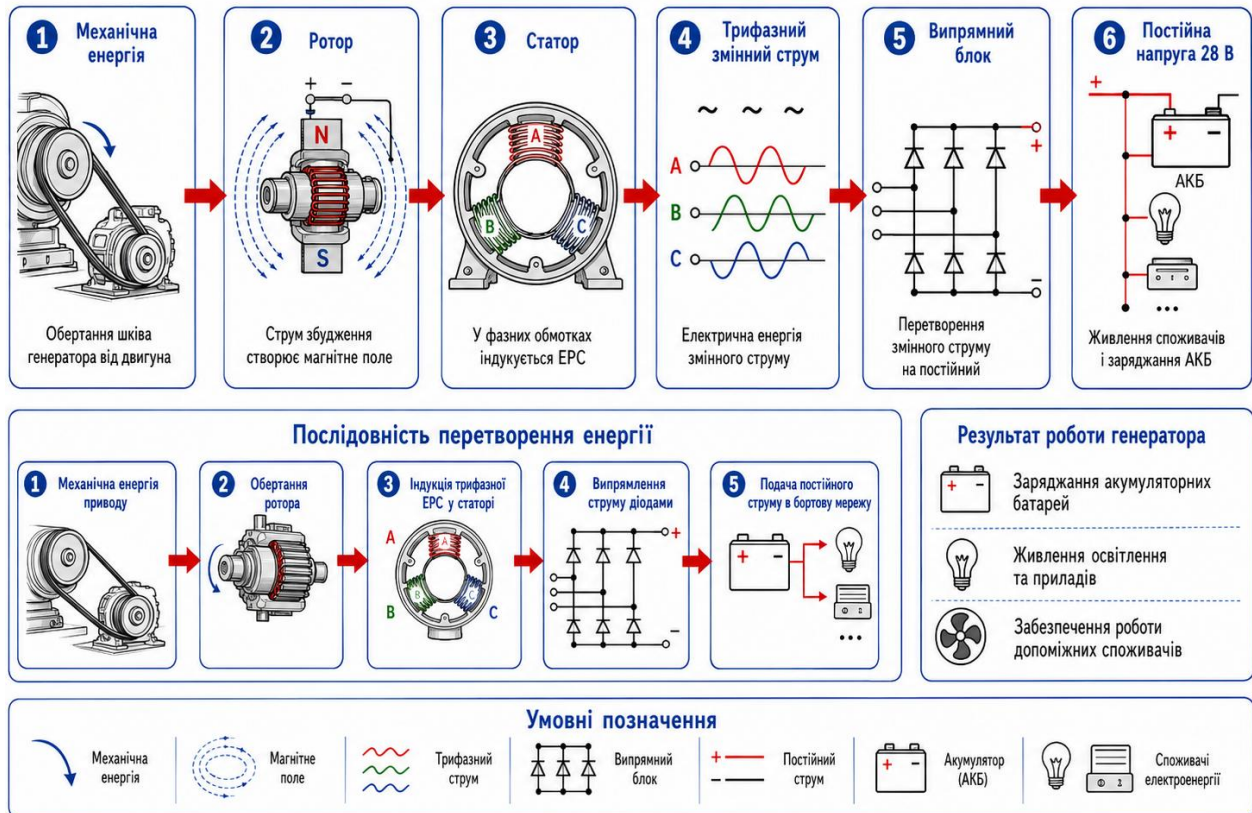 1 Механічна
енергія
+ −
Обертання шківа
генератора від двигуна
2 Ротор
+ −
N
S
Струм збудження
створює магнітне поле
3 Статор
A
B
C
У фазних обмотках
індукується ЕРС
4 Трифазний
змінний струм
~ ~ ~
A
B
C
Електрична енергія
змінного струму
5 Випрямний
блок
+
−
Перетворення
змінного струму
на постійний
6 Постійна
напруга 28 В
+
+ −
АКБ
...
Живлення споживачів
і заряджання АКБ
Послідовність перетворення енергії
1 Механічна енергія
приводу
2 Обертання
ротора
3 Індукція трифазної
ЕРС у статорі
A
A
B
C
B
C
4 Випрямлення
струму діодами
+
−
5 Подача постійного
струму в бортову мережу
+ −
...
Результат роботи генератора
+ −
Заряджання акумуляторних
батарей
Живлення освітлення
та приладів
Забезпечення роботи
допоміжних споживачів
Умовні позначення
Механічна
енергія
Магнітне
поле
Трифазний
струм
Випрямний
блок
+
−
Постійний
струм
+ −
Акумулятор
(АКБ)
Споживачі
електроенергії